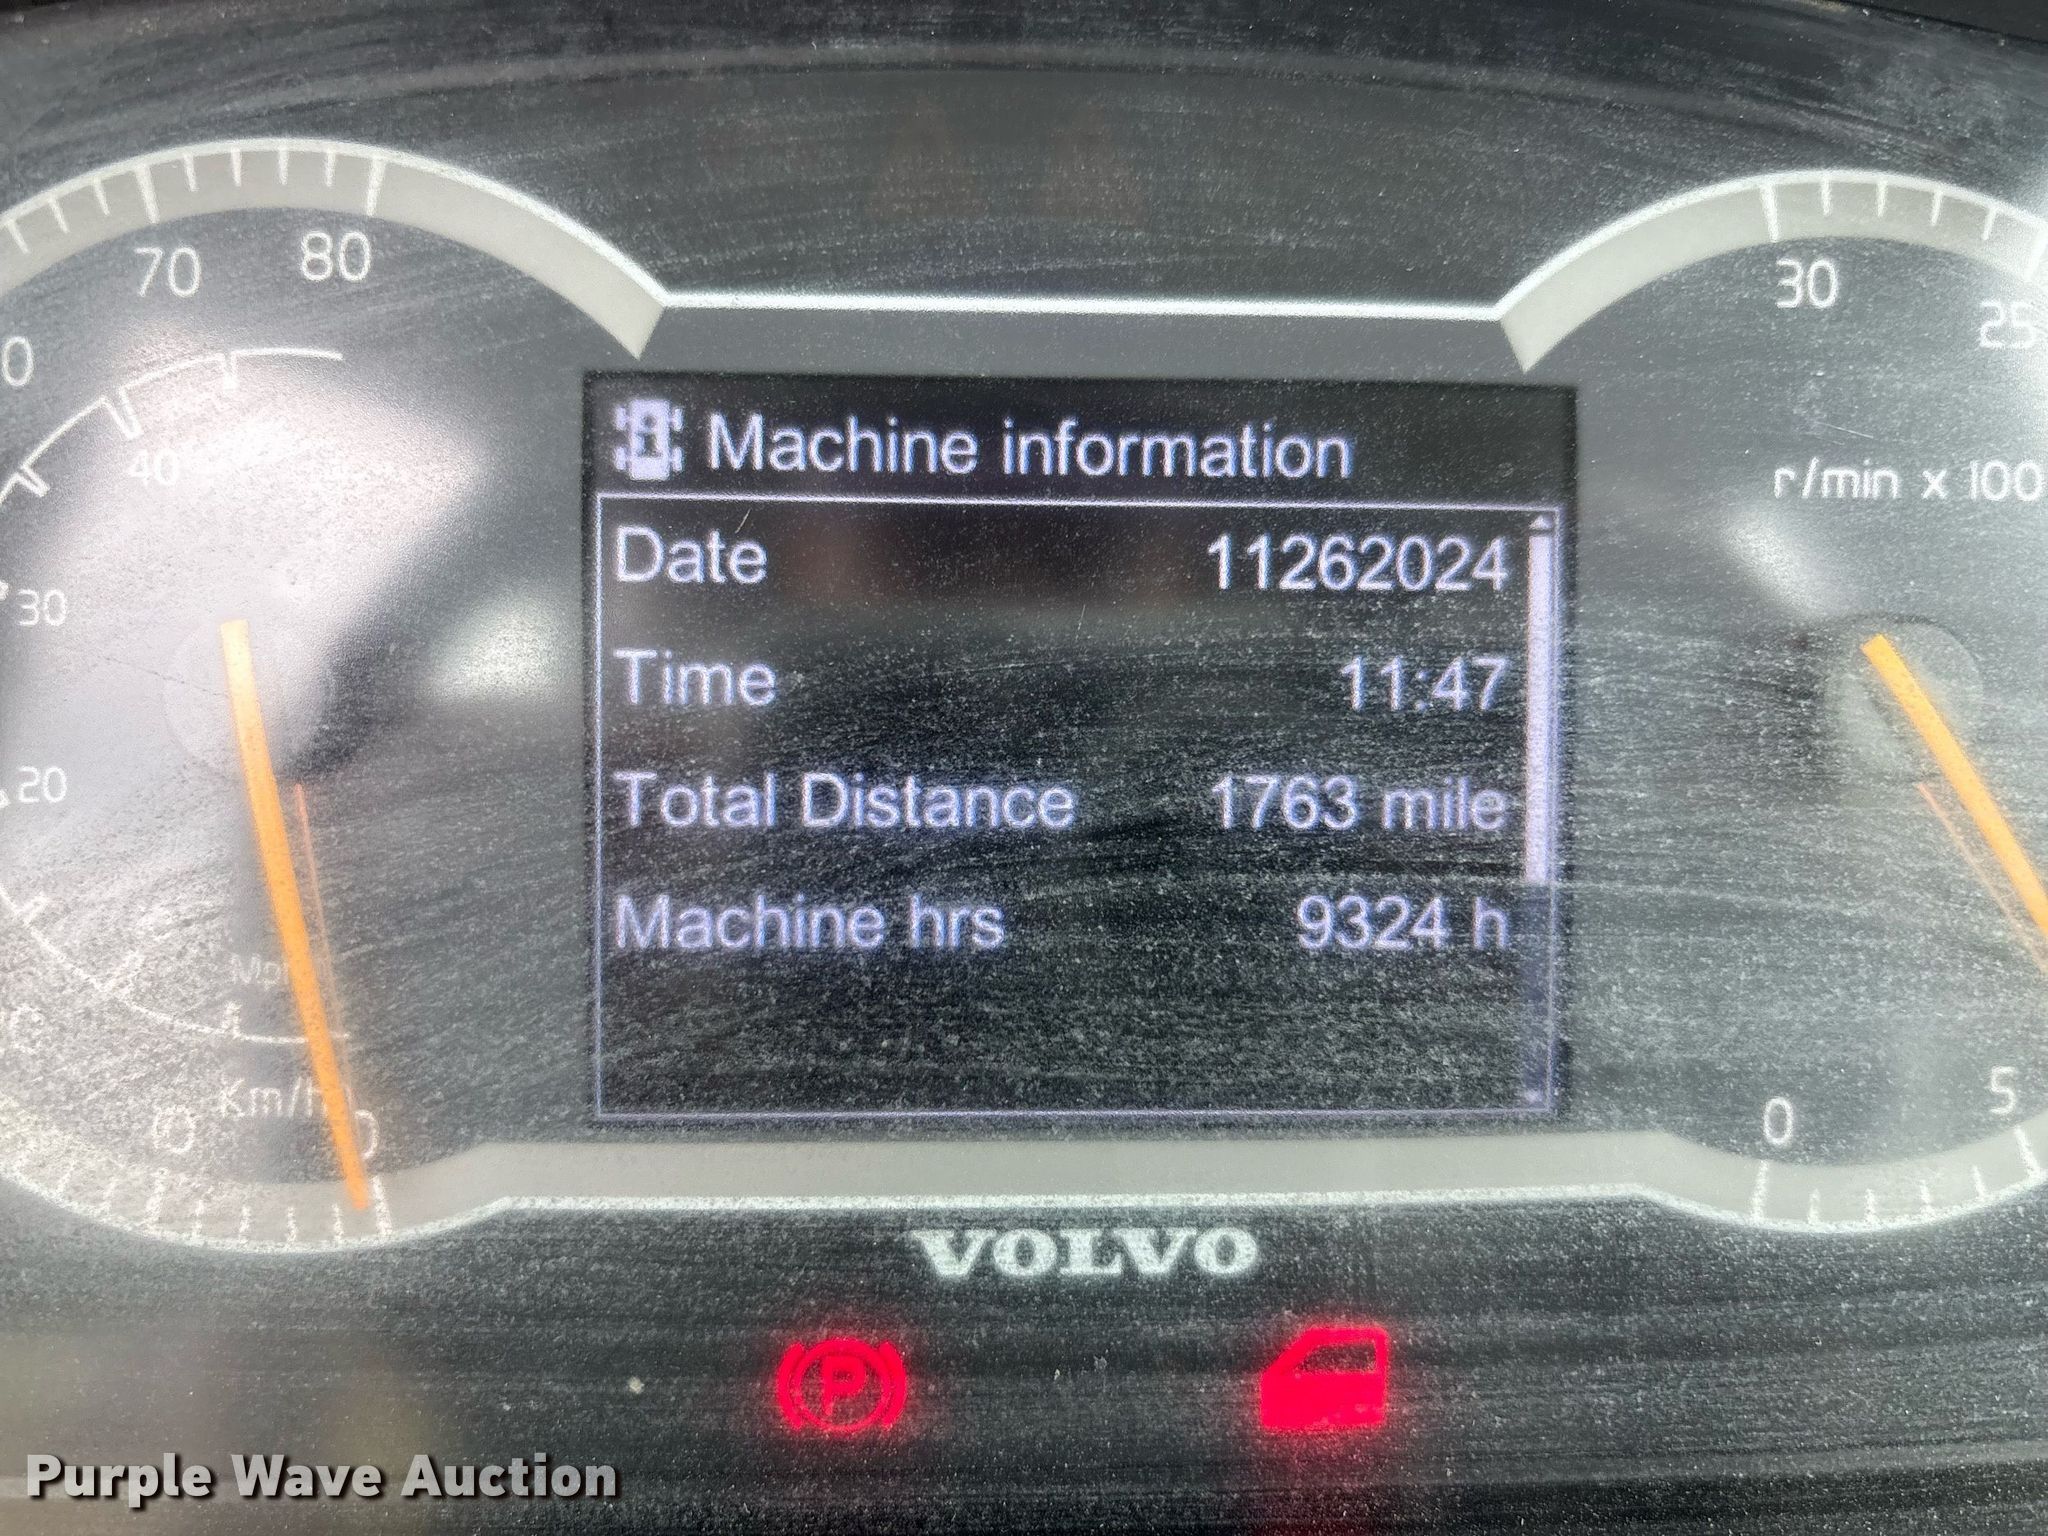 70 80
30 25
40
r/min x 100
Machine information
Date 11262024
Time 11:47
Total Distance 1763 mile
Machine hrs 9324 h
30
20
Km/h
0
0 5
VOLVO
P
Purple Wave Auction